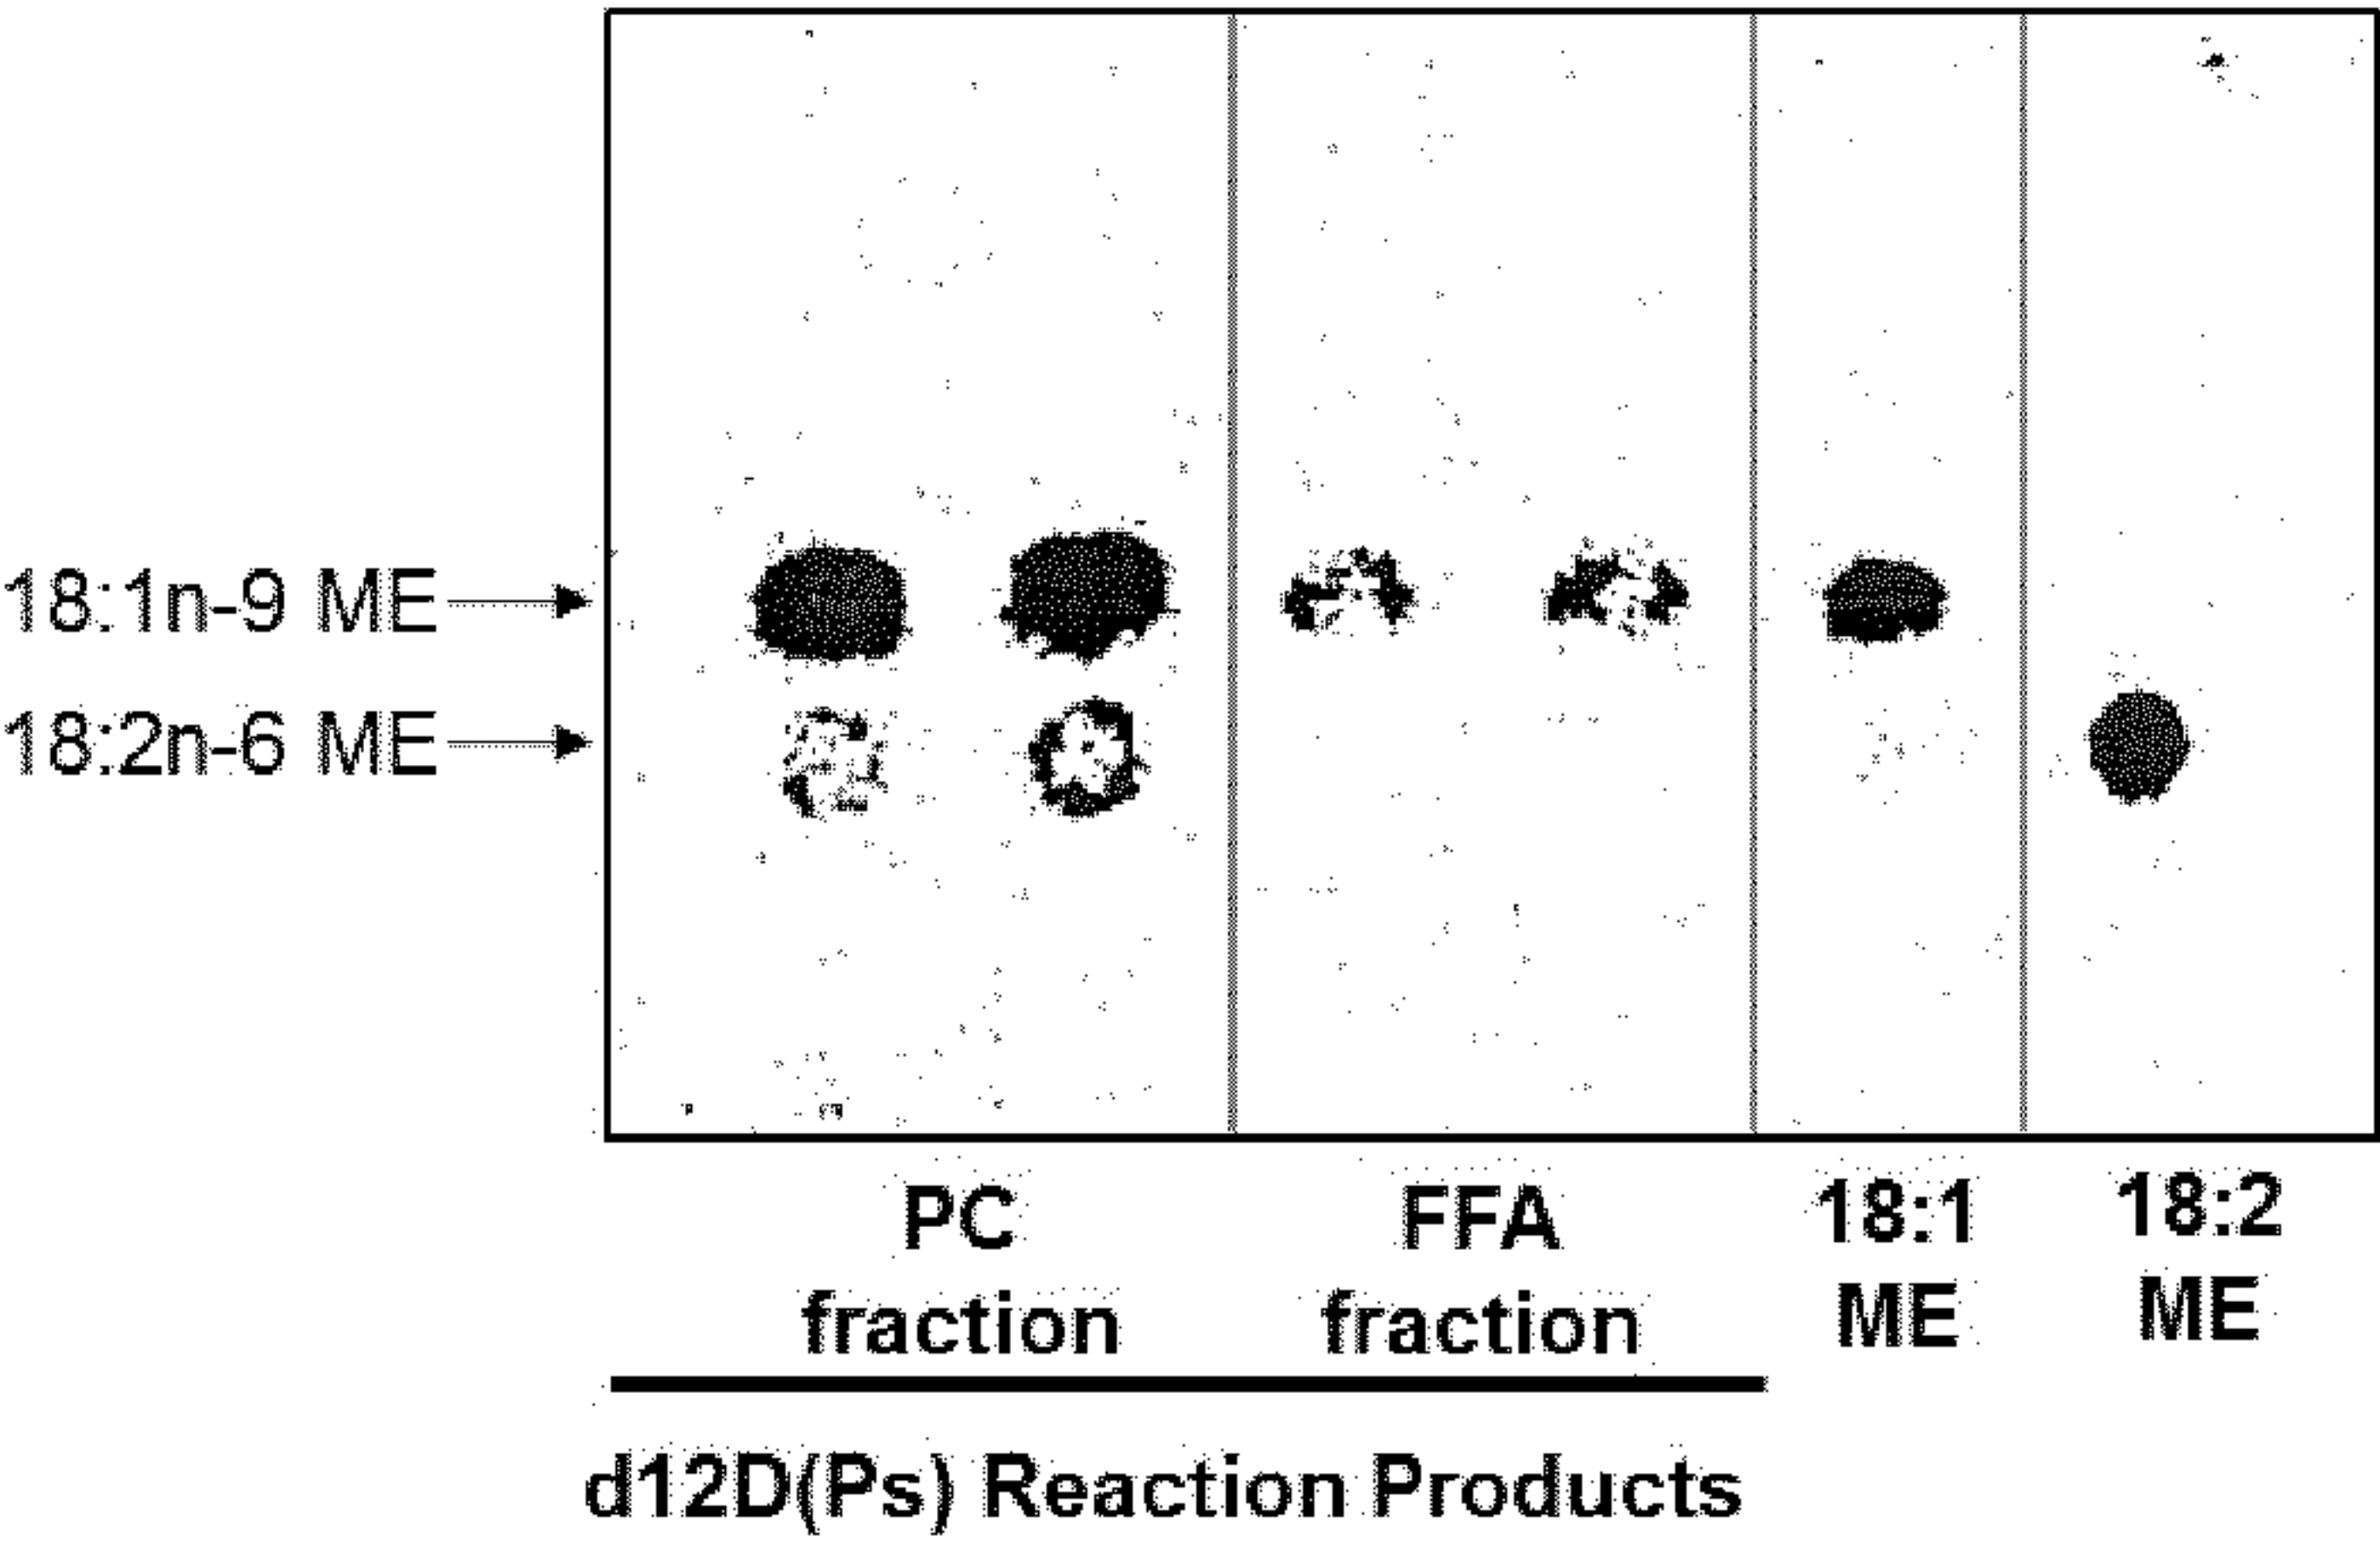 18:1n-9 ME
18:2n-6 ME
PC fraction
FFA fraction
18:1 ME
18:2 ME
d12D(Ps) Reaction Products